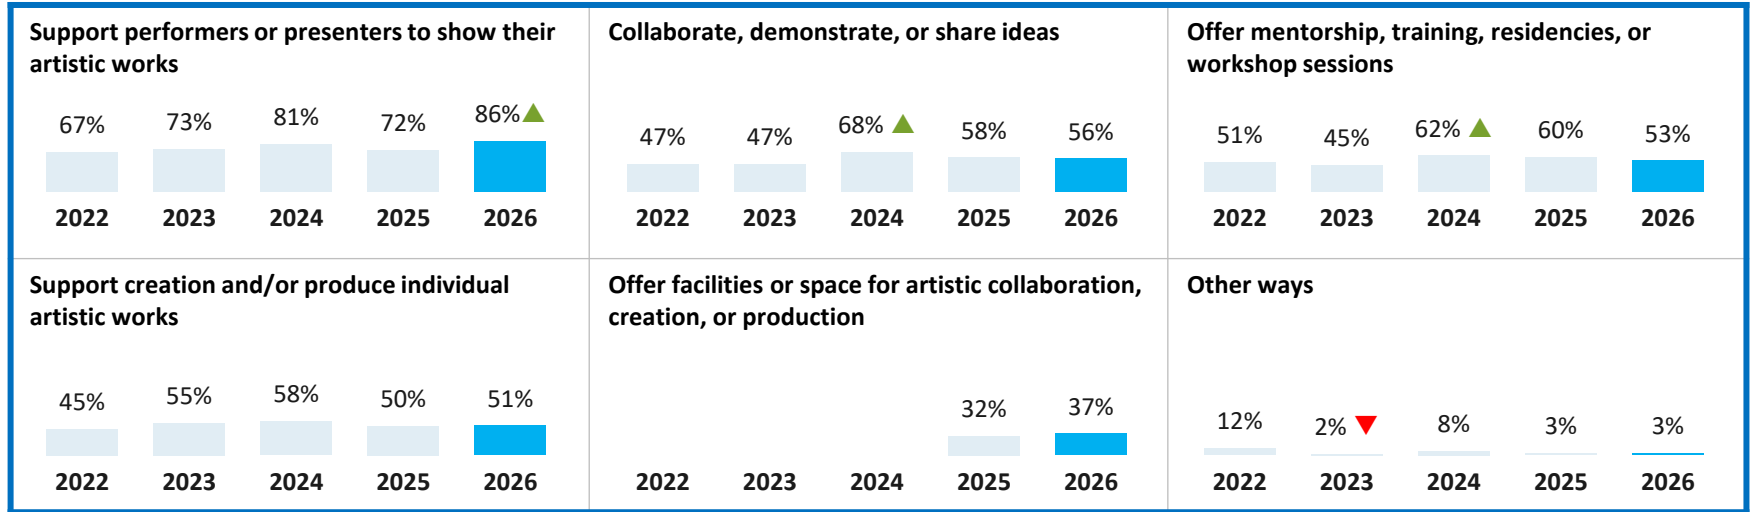 Support performers or presenters to show their
artistic works
67% 73% 81% 72% 86%
2022 2023 2024 2025 2026
Collaborate, demonstrate, or share ideas
47% 47% 68% 58% 56%
2022 2023 2024 2025 2026
Offer mentorship, training, residencies, or
workshop sessions
51% 45% 62% 60% 53%
2022 2023 2024 2025 2026
Support creation and/or produce individual
artistic works
45% 55% 58% 50% 51%
2022 2023 2024 2025 2026
Offer facilities or space for artistic collaboration,
creation, or production
32% 37%
2022 2023 2024 2025 2026
Other ways
12% 2% 8% 3% 3%
2022 2023 2024 2025 2026